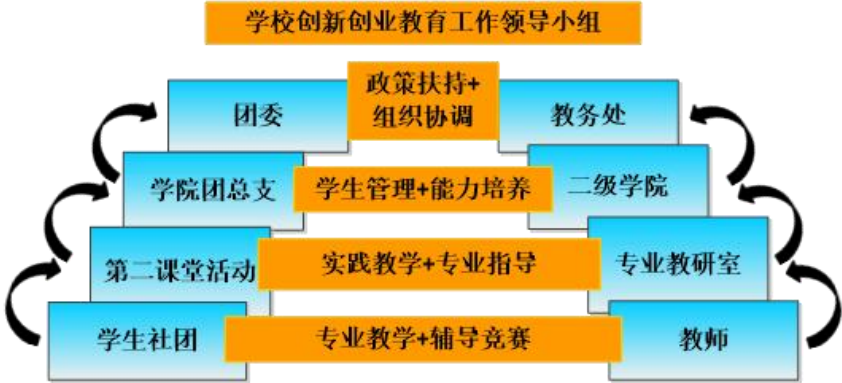 学校创新创业教育工作领导小组
团委
政策扶持+
组织协调
教务处
学院团总支
学生管理+能力培养
二级学院
第二课堂活动
实践教学+专业指导
专业教研室
学生社团
专业教学+辅导竞赛
教师